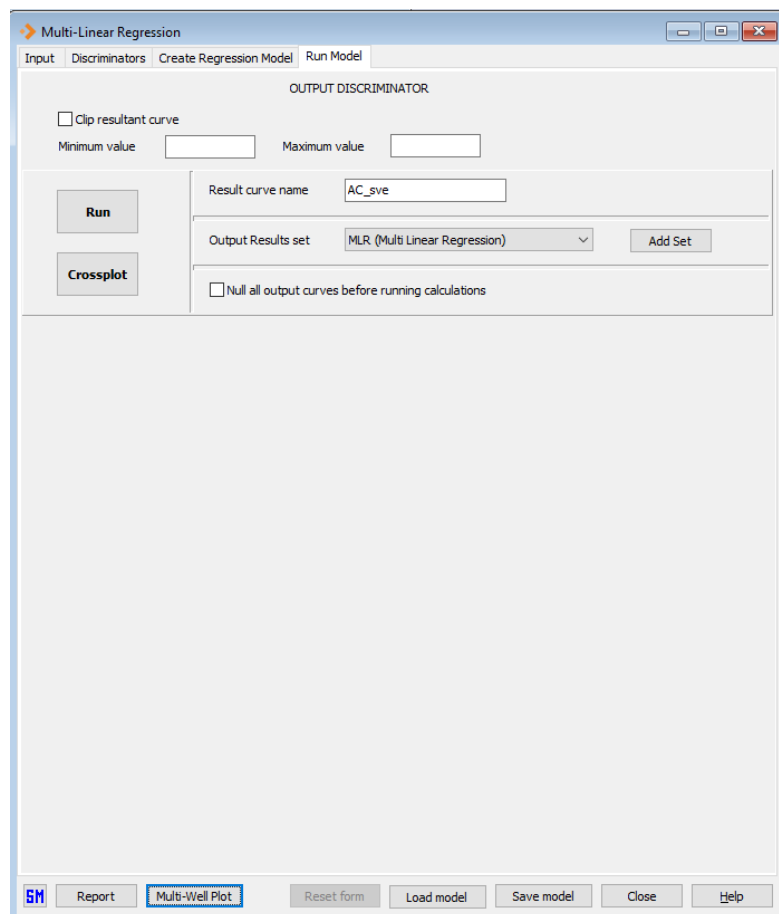 Multi-Linear Regression
Input Discriminators Create Regression Model Run Model
OUTPUT DISCRIMINATOR
Clip resultant curve
Minimum value Maximum value
Run
Result curve name AC_sve
Output Results set MLR (Multi Linear Regression) Add Set
Crossplot
Null all output curves before running calculations
SM Report Multi-Well Plot Reset form Load model Save model Close Help